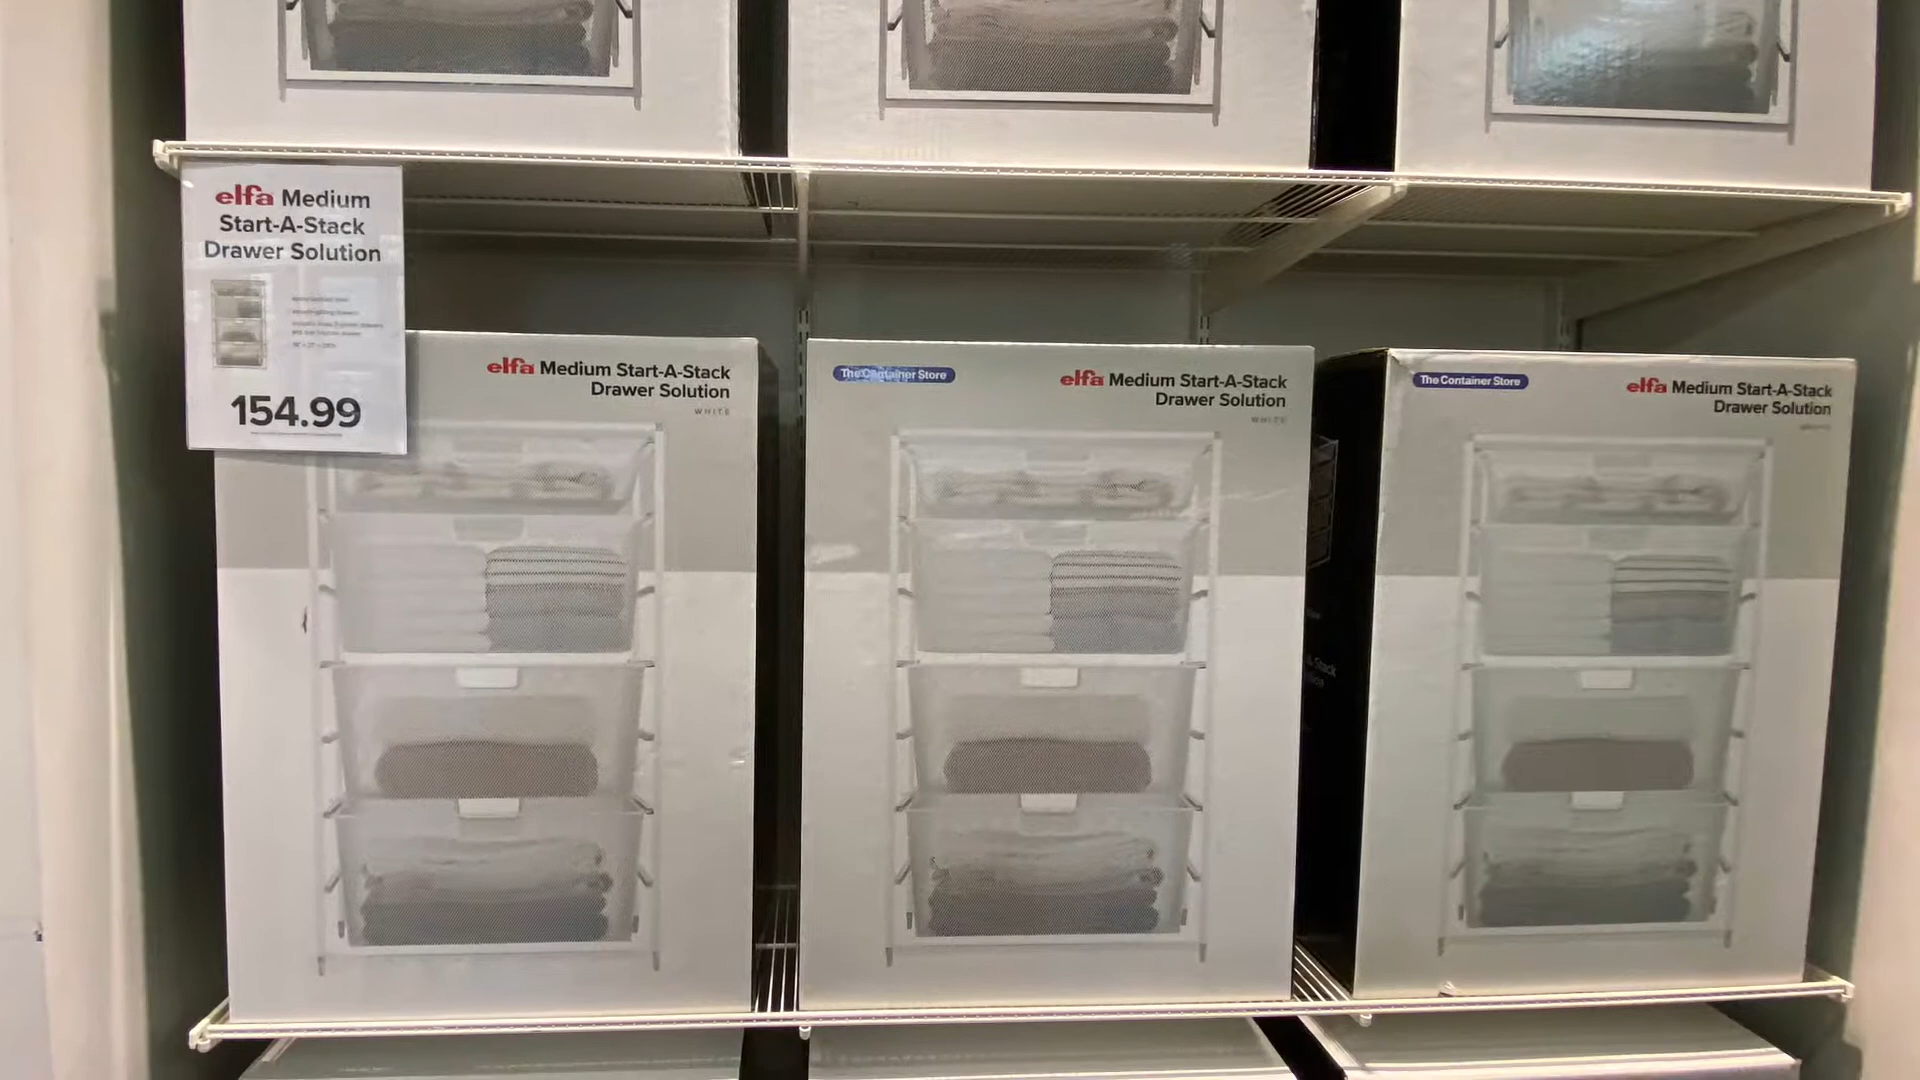 elfa Medium
Start-A-Stack
Drawer Solution
154.99
elfa Medium Start-A-Stack
Drawer Solution
WHITE
The Container Store
elfa Medium Start-A-Stack
Drawer Solution
WHITE
The Container Store
elfa Medium Start-A-Stack
Drawer Solution